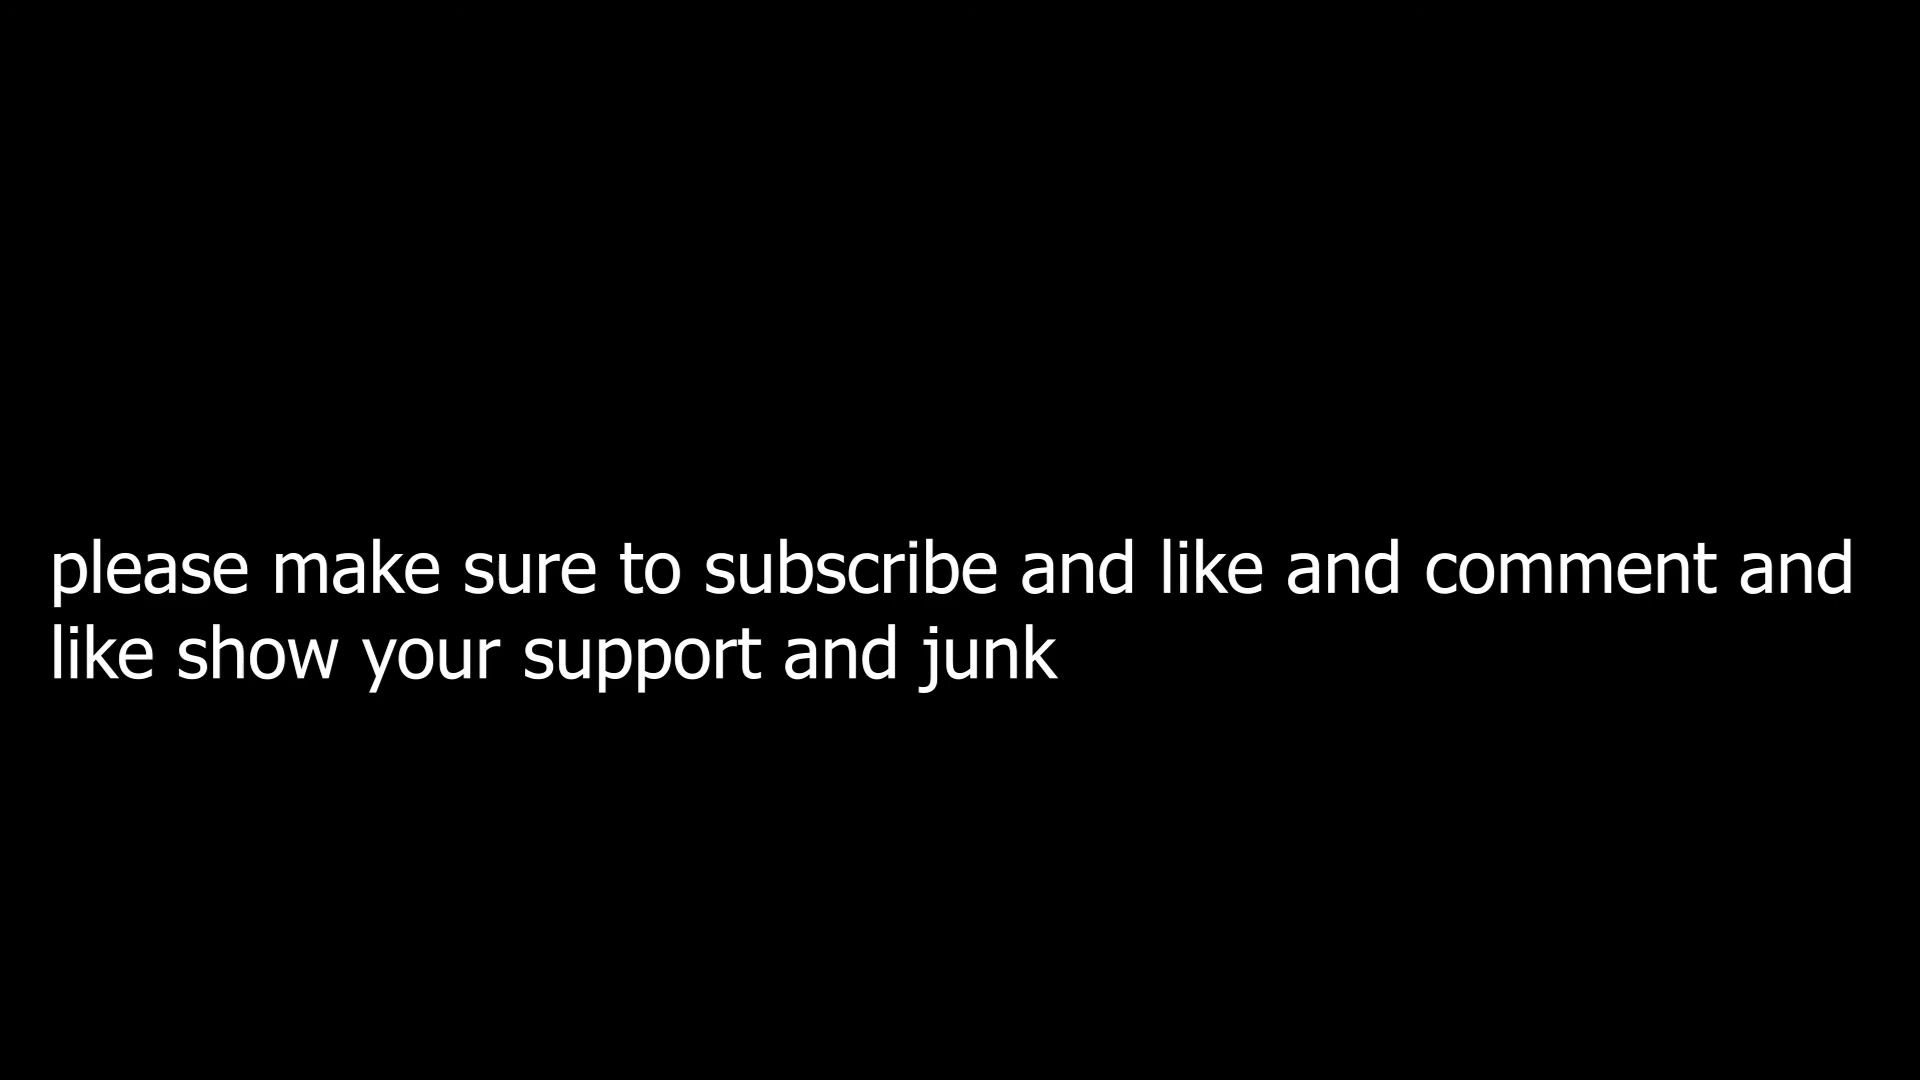 please make sure to subscribe and like and comment and
like show your support and junk